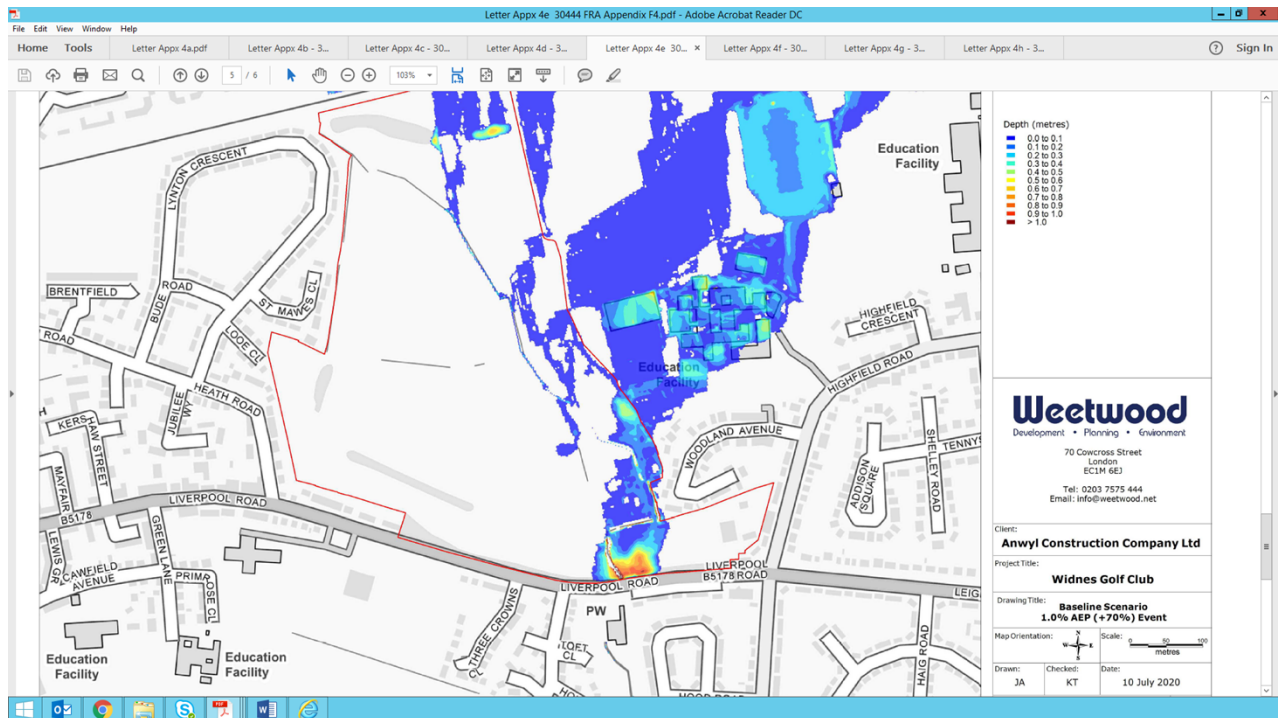 Letter Appx 4e 30444 FRA Appendix F4.pdf - Adobe Acrobat Reader DC
File Edit View Window Help
Home Tools Letter Appx 4a.pdf Letter Appx 4b - 3... Letter Appx 4c - 30... Letter Appx 4d - 3... Letter Appx 4e 30... × Letter Appx 4f - 30... Letter Appx 4g - 3... Letter Appx 4h - 3... Sign In
5 / 6 103%
LYNTON CRESCENT
BRENTFIELD
BUDE ROAD
ST MAWES CL
LOOE CL
ROAD
HEATH ROAD
JUBILEE WY
KERSHAW STREET
MAYFAIR
LIVERPOOL ROAD
B5178
LEWIS GR
CAWFIELD AVENUE
GREEN LANE
PRIMROSE CL
Education Facility
Education Facility
Education
Facility
Education
Facility
HIGHFIELD
CRESCENT
HIGHFIELD ROAD
WOODLAND AVENUE
ADDISON SQUARE
SHELLEY ROAD
TENNYS
LIVERPOOL
B5178 ROAD
LIVERPOOL ROAD
LEIG
PW
THREE CROWNS CL
LOFT CL
HAIG ROAD
HOOD ROAD
Depth (metres)
0.0 to 0.1
0.1 to 0.2
0.2 to 0.3
0.3 to 0.4
0.4 to 0.5
0.5 to 0.6
0.6 to 0.7
0.7 to 0.8
0.8 to 0.9
0.9 to 1.0
> 1.0
Weetwood
Development • Planning • Environment
70 Cowcross Street
London
EC1M 6EJ
Tel: 0203 7575 444
Email: info@weetwood.net
Client:
Anwyl Construction Company Ltd
Project Title:
Widnes Golf Club
Drawing Title:
Baseline Scenario
1.0% AEP (+70%) Event
Map Orientation: N W E S Scale: 0 50 100 metres
Drawn: Checked: Date:
JA KT 10 July 2020